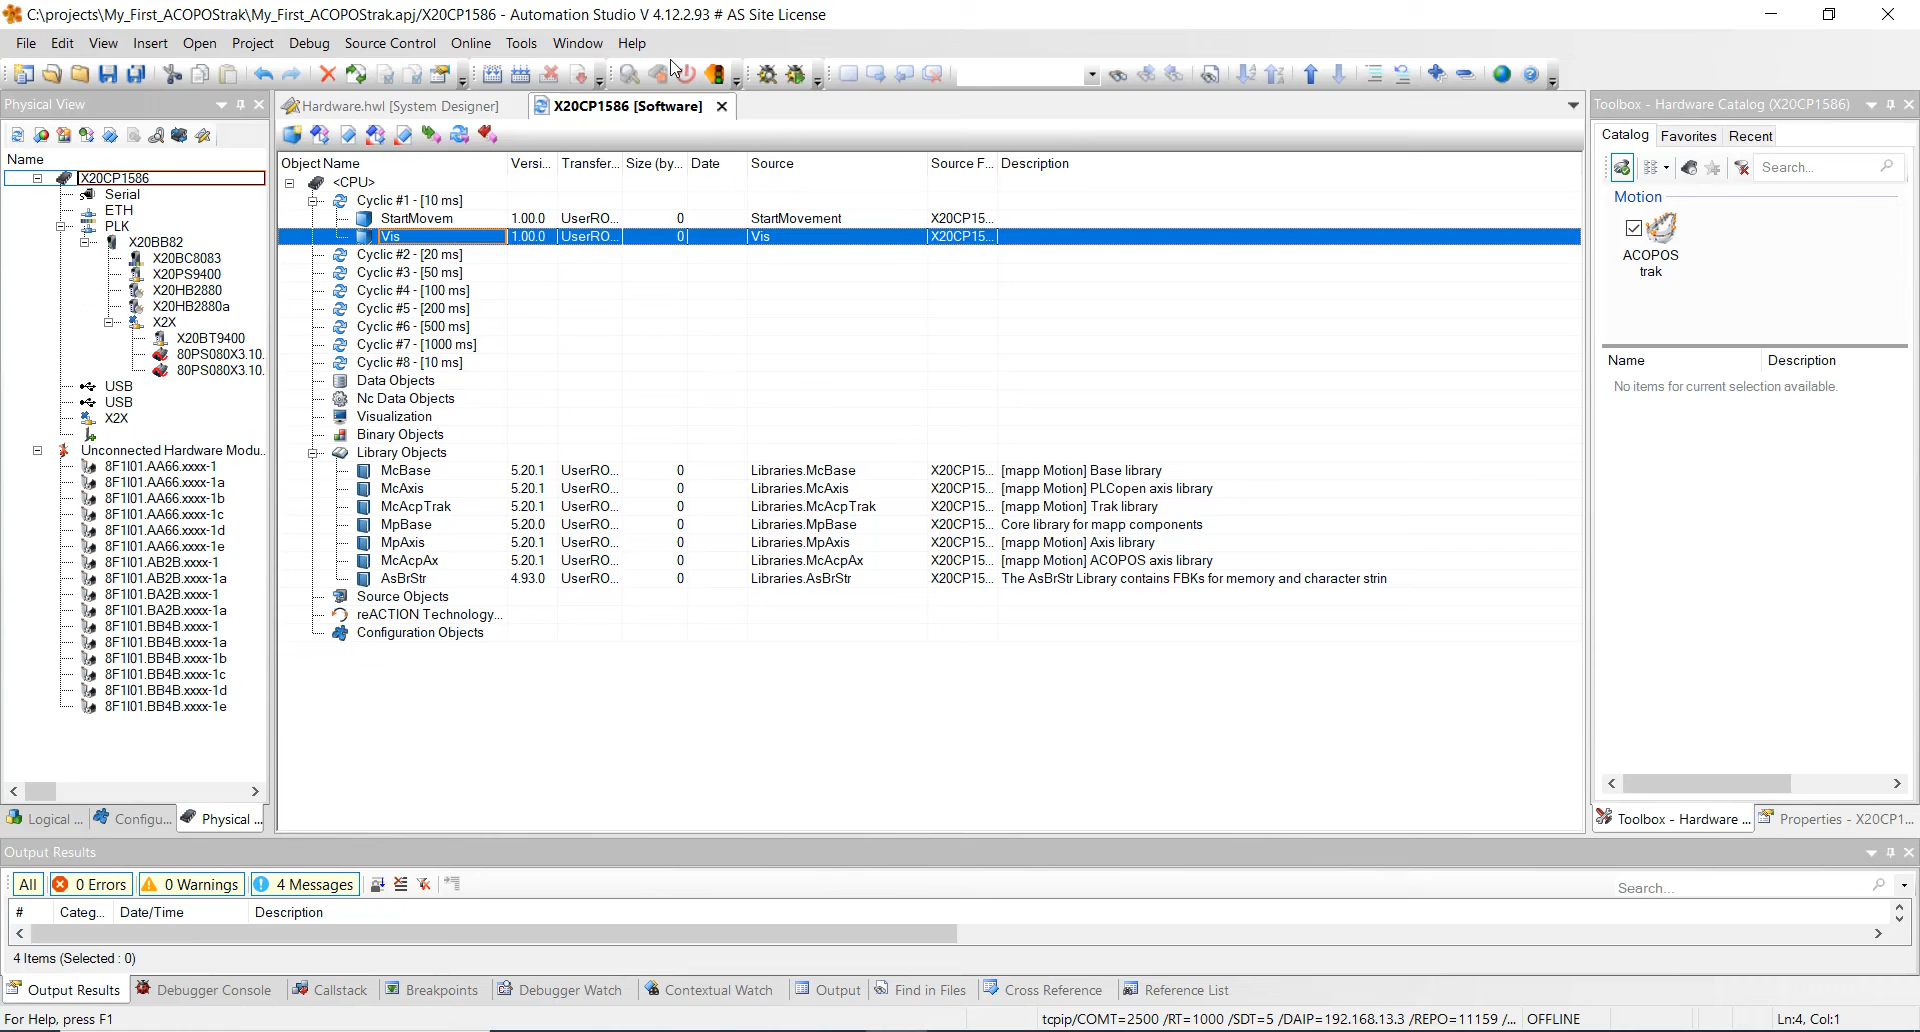 C:\projects\My_First_ACOPOStrak\My_First_ACOPOStrak.apj/X20CP1586 - Automation Studio V 4.12.2.93 # AS Site License
File Edit View Insert Open Project Debug Source Control Online Tools Window Help
Physical View
Hardware.hwl [System Designer] X20CP1586 [Software]
Toolbox - Hardware Catalog (X20CP1586)
Catalog Favorites Recent
Search...
Motion
ACOPOS
trak
Name Description
No items for current selection available.
Name
X20CP1586
Serial
ETH
PLK
X20BB82
X20BC8083
X20PS9400
X20HB2880
X20HB2880a
X2X
X20BT9400
80PS080X3.10.
80PS080X3.10.
USB
USB
X2X
Unconnected Hardware Modu..
8F1I01.AA66.xxxx-1
8F1I01.AA66.xxxx-1a
8F1I01.AA66.xxxx-1b
8F1I01.AA66.xxxx-1c
8F1I01.AA66.xxxx-1d
8F1I01.AA66.xxxx-1e
8F1I01.AB2B.xxxx-1
8F1I01.AB2B.xxxx-1a
8F1I01.BA2B.xxxx-1
8F1I01.BA2B.xxxx-1a
8F1I01.BB4B.xxxx-1
8F1I01.BB4B.xxxx-1a
8F1I01.BB4B.xxxx-1b
8F1I01.BB4B.xxxx-1c
8F1I01.BB4B.xxxx-1d
8F1I01.BB4B.xxxx-1e
Logical ... Configu... Physical ...
Object Name Versi... Transfer... Size (by... Date Source Source F... Description
<CPU>
Cyclic #1 - [10 ms]
StartMovem 1.00.0 UserRO... 0 StartMovement X20CP15...
Vis 1.00.0 UserRO... 0 Vis X20CP15...
Cyclic #2 - [20 ms]
Cyclic #3 - [50 ms]
Cyclic #4 - [100 ms]
Cyclic #5 - [200 ms]
Cyclic #6 - [500 ms]
Cyclic #7 - [1000 ms]
Cyclic #8 - [10 ms]
Data Objects
Nc Data Objects
Visualization
Binary Objects
Library Objects
McBase 5.20.1 UserRO... 0 Libraries.McBase X20CP15... [mapp Motion] Base library
McAxis 5.20.1 UserRO... 0 Libraries.McAxis X20CP15... [mapp Motion] PLCopen axis library
McAcpTrak 5.20.1 UserRO... 0 Libraries.McAcpTrak X20CP15... [mapp Motion] Trak library
MpBase 5.20.0 UserRO... 0 Libraries.MpBase X20CP15... Core library for mapp components
MpAxis 5.20.1 UserRO... 0 Libraries.MpAxis X20CP15... [mapp Motion] Axis library
McAcpAx 5.20.1 UserRO... 0 Libraries.McAcpAx X20CP15... [mapp Motion] ACOPOS axis library
AsBrStr 4.93.0 UserRO... 0 Libraries.AsBrStr X20CP15... The AsBrStr Library contains FBKs for memory and character strin
Source Objects
reACTION Technology...
Configuration Objects
Toolbox - Hardware ... Properties - X20CP1...
Output Results
All 0 Errors 0 Warnings 4 Messages
Search...
# Categ... Date/Time Description
4 Items (Selected : 0)
Output Results Debugger Console Callstack Breakpoints Debugger Watch Contextual Watch Output Find in Files Cross Reference Reference List
For Help, press F1
tcpip/COMT=2500 /RT=1000 /SDT=5 /DAIP=192.168.13.3 /REPO=11159 /... OFFLINE Ln:4, Col:1